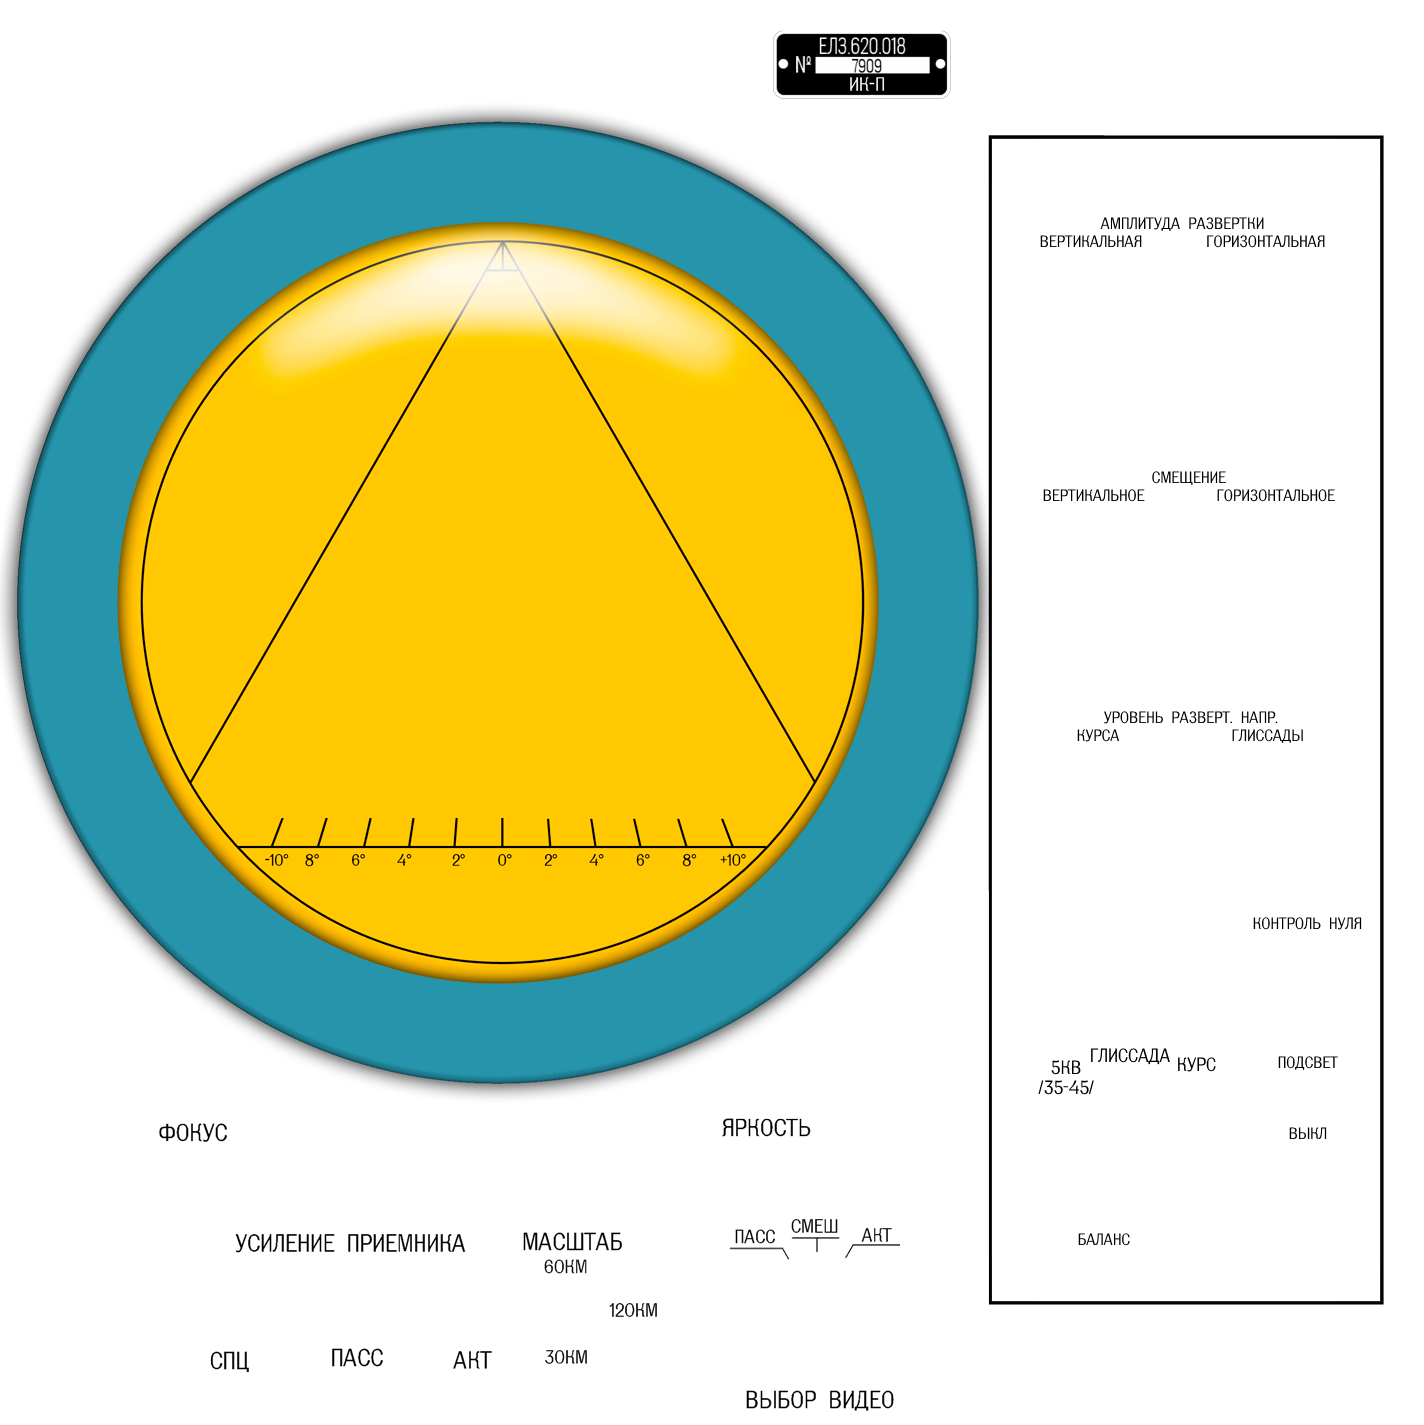 ЕЛ3.620.018
№ 7909
ИК-П
АМПЛИТУДА РАЗВЕРТКИ
ВЕРТИКАЛЬНАЯ ГОРИЗОНТАЛЬНАЯ
СМЕЩЕНИЕ
ВЕРТИКАЛЬНОЕ ГОРИЗОНТАЛЬНОЕ
УРОВЕНЬ РАЗВЕРТ. НАПР.
КУРСА ГЛИССАДЫ
-10° 8° 6° 4° 2° 0° 2° 4° 6° 8° +10°
КОНТРОЛЬ НУЛЯ
5КВ ГЛИССАДА КУРС ПОДСВЕТ
/35-45/
ФОКУС ЯРКОСТЬ
ВЫКЛ
УСИЛЕНИЕ ПРИЕМНИКА МАСШТАБ ПАСС СМЕШ АКТ
БАЛАНС
60КМ
120КМ
СПЦ ПАСС АКТ 30КМ
ВЫБОР ВИДЕО